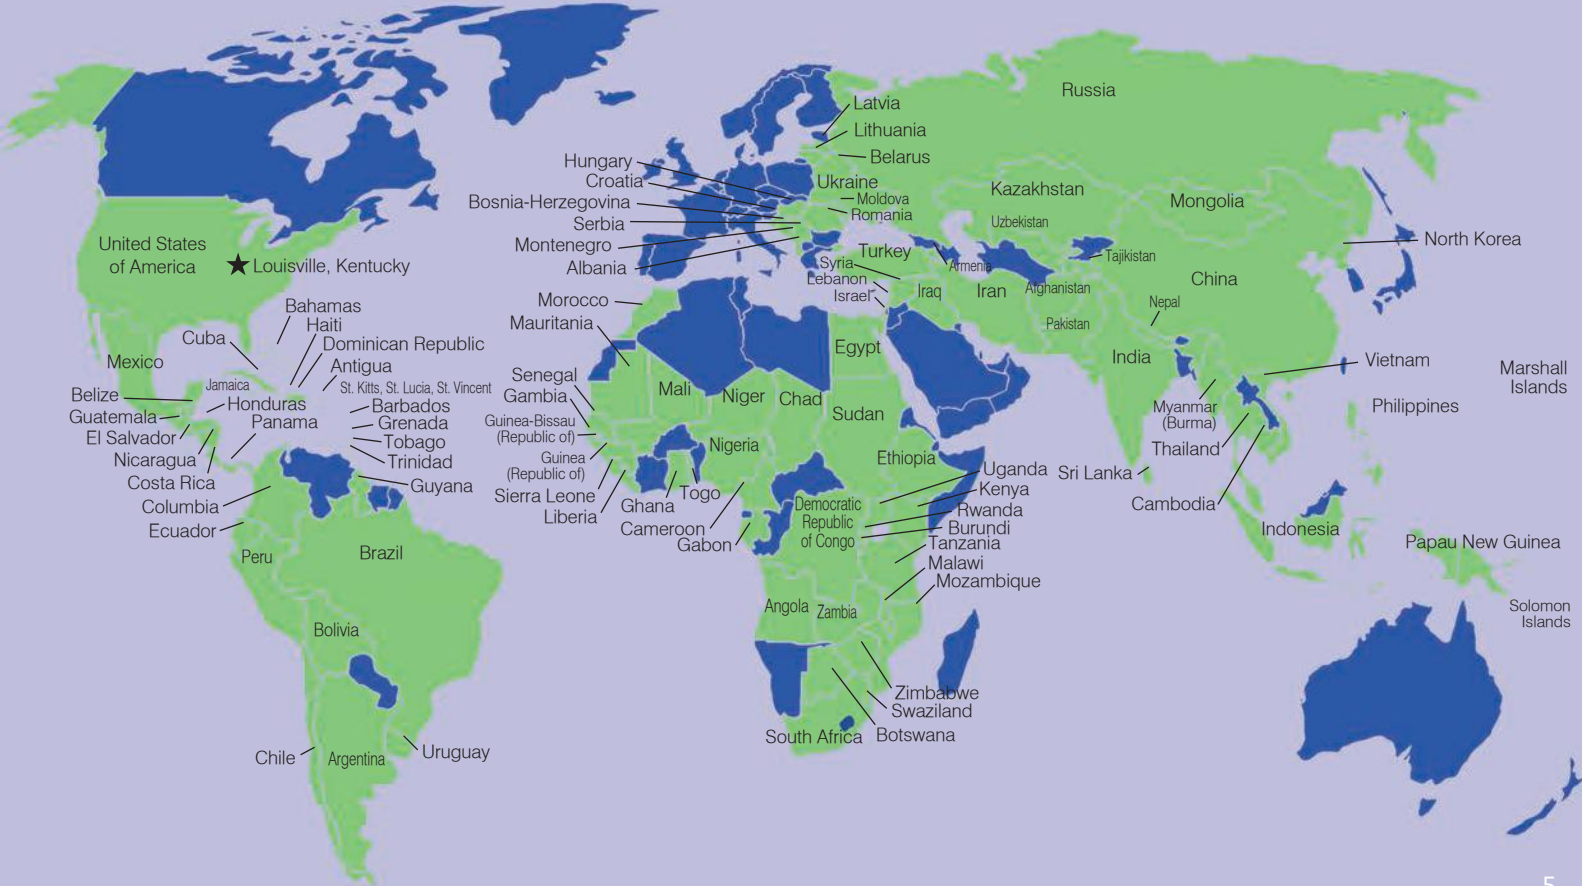 Russia
Latvia
Lithuania
Belarus
Hungary
Croatia
Bosnia-Herzegovina
Serbia
Montenegro
Albania
Ukraine
Moldova
Romania
Kazakhstan
Uzbekistan
Mongolia
North Korea
United States
of America
Louisville, Kentucky
Turkey
Syria
Lebanon
Israel
Armenia
Tajikistan
Iraq
Iran
Afghanistan
China
Nepal
Pakistan
India
Morocco
Mauritania
Egypt
Bahamas
Haiti
Cuba
Dominican Republic
Mexico
Antigua
Jamaica
St. Kitts, St. Lucia, St. Vincent
Belize
Honduras
Barbados
Guatemala
Panama
Grenada
El Salvador
Tobago
Nicaragua
Trinidad
Costa Rica
Guyana
Columbia
Ecuador
Peru
Brazil
Bolivia
Chile
Argentina
Uruguay
Senegal
Gambia
Guinea-Bissau
(Republic of)
Guinea
(Republic of)
Sierra Leone
Liberia
Mali
Niger
Chad
Sudan
Nigeria
Ethiopia
Ghana
Togo
Cameroon
Gabon
Democratic
Republic
of Congo
Uganda
Kenya
Rwanda
Burundi
Tanzania
Malawi
Mozambique
Angola
Zambia
Zimbabwe
Swaziland
Botswana
South Africa
Vietnam
Marshall
Islands
Philippines
Myanmar
(Burma)
Thailand
Sri Lanka
Cambodia
Indonesia
Papau New Guinea
Solomon
Islands
5